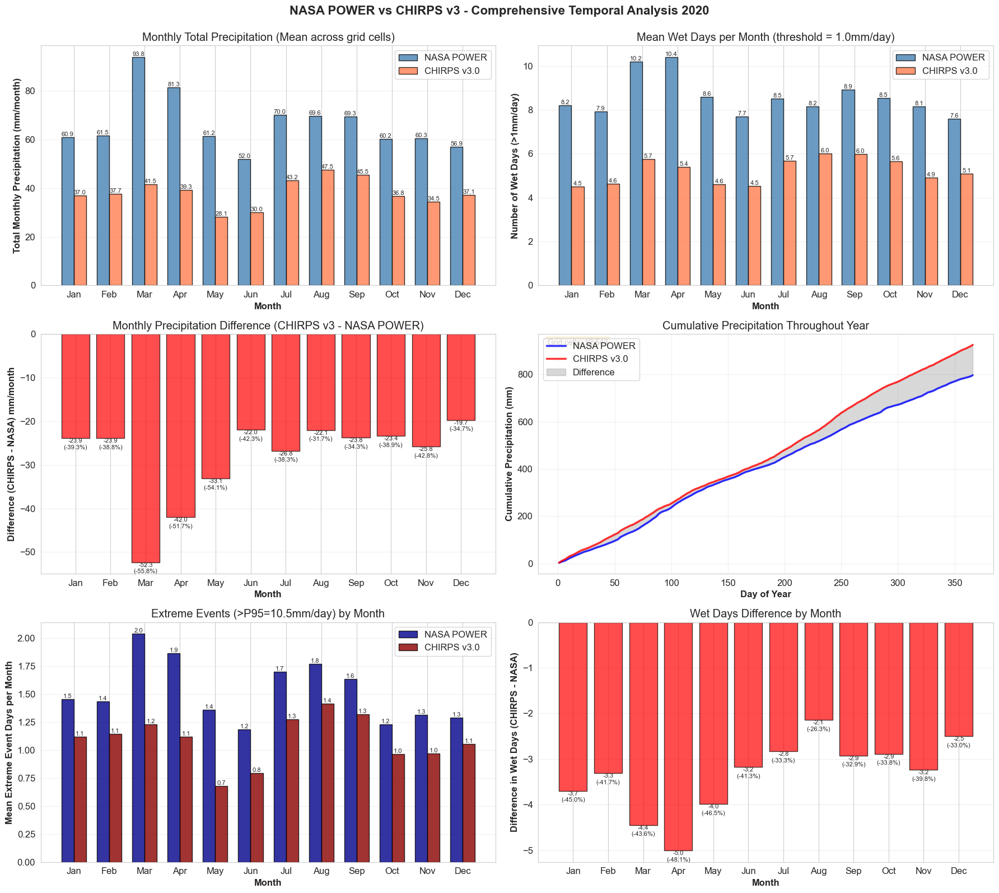 NASA POWER vs CHIRPS v3 - Comprehensive Temporal Analysis 2020
Monthly Total Precipitation (Mean across grid cells)
Total Monthly Precipitation (mm/month)
80
60
40
20
0
NASA POWER
CHIRPS v3.0
60.9 61.5 93.8 81.3 61.2 52.0 70.0 69.6 69.3 60.2 60.3 56.9
37.0 37.7 41.5 39.3 28.1 30.0 43.2 47.5 45.5 36.8 34.5 37.1
Jan Feb Mar Apr May Jun Jul Aug Sep Oct Nov Dec
Month
Mean Wet Days per Month (threshold = 1.0mm/day)
Number of Wet Days (>1mm/day)
10
8
6
4
2
0
NASA POWER
CHIRPS v3.0
8.2 7.9 10.2 10.4 8.6 7.7 8.5 8.2 8.9 8.5 8.1 7.6
4.5 4.6 5.7 5.4 4.6 4.5 5.7 6.0 6.0 5.6 4.9 5.1
Jan Feb Mar Apr May Jun Jul Aug Sep Oct Nov Dec
Month
Monthly Precipitation Difference (CHIRPS v3 - NASA POWER)
Difference (CHIRPS - NASA) mm/month
0
−10
−20
−30
−40
−50
-23.9 -23.9 -52.3 -42.0 -33.1 -22.0 -26.8 -22.1 -23.8 -23.4 -25.8 -19.7
(-39.3%) (-38.8%) (-55.8%) (-51.7%) (-54.1%) (-42.3%) (-38.3%) (-31.7%) (-34.3%) (-38.9%) (-42.8%) (-34.7%)
Jan Feb Mar Apr May Jun Jul Aug Sep Oct Nov Dec
Month
Cumulative Precipitation Throughout Year
Cumulative Precipitation (mm)
800
600
400
200
0
Grid cells:
NASA POWER
CHIRPS v3.0
Difference
0 50 100 150 200 250 300 350
Day of Year
Extreme Events (>P95=10.5mm/day) by Month
Mean Extreme Event Days per Month
2.00
1.75
1.50
1.25
1.00
0.75
0.50
0.25
0.00
NASA POWER
CHIRPS v3.0
1.5 1.4 2.0 1.9 1.4 1.2 1.7 1.8 1.6 1.2 1.3 1.3
1.1 1.1 1.2 1.1 0.7 0.8 1.3 1.4 1.3 1.0 1.0 1.1
Jan Feb Mar Apr May Jun Jul Aug Sep Oct Nov Dec
Month
Wet Days Difference by Month
Difference in Wet Days (CHIRPS - NASA)
0
−1
−2
−3
−4
−5
-3.7 -3.3 -4.4 -5.0 -4.0 -3.2 -2.8 -2.1 -2.9 -2.9 -3.2 -2.5
(-45.0%) (-41.7%) (-43.6%) (-48.1%) (-46.5%) (-41.3%) (-33.3%) (-26.3%) (-32.9%) (-33.8%) (-39.8%) (-33.0%)
Jan Feb Mar Apr May Jun Jul Aug Sep Oct Nov Dec
Month